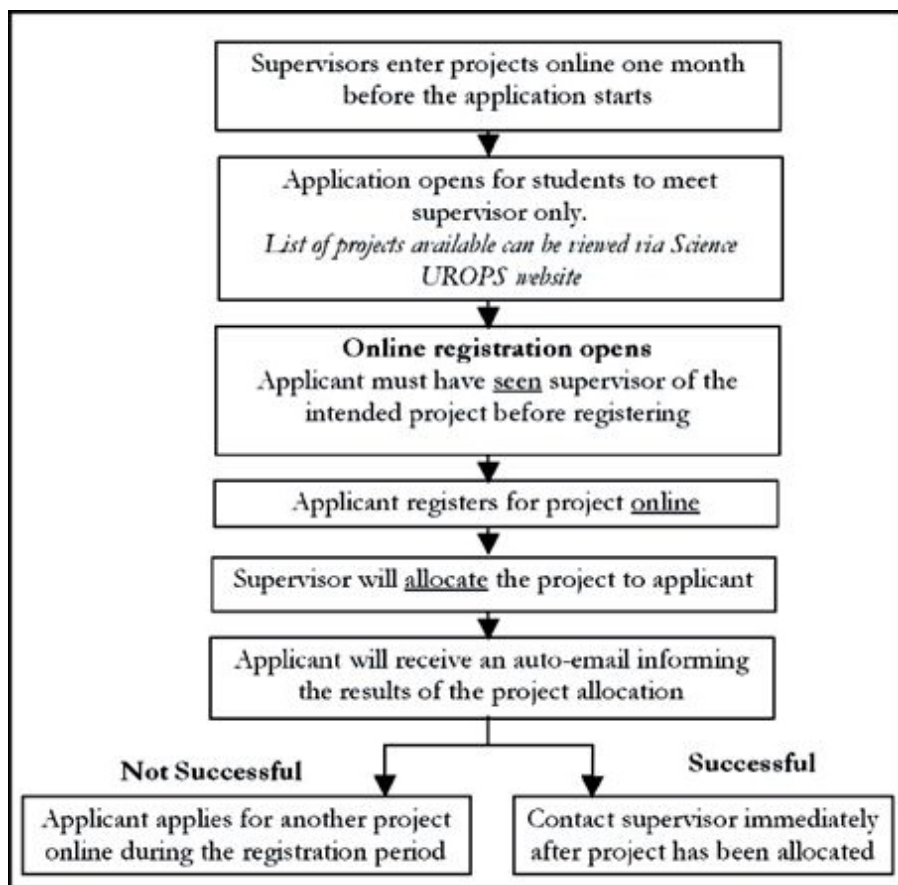 Supervisors enter projects online one month
before the application starts
Application opens for students to meet
supervisor only.
List of projects available can be viewed via Science
UROPS website
Online registration opens
Applicant must have seen supervisor of the
intended project before registering
Applicant registers for project online
Supervisor will allocate the project to applicant
Applicant will receive an auto-email informing
the results of the project allocation
Not Successful
Successful
Applicant applies for another project
online during the registration period
Contact supervisor immediately
after project has been allocated